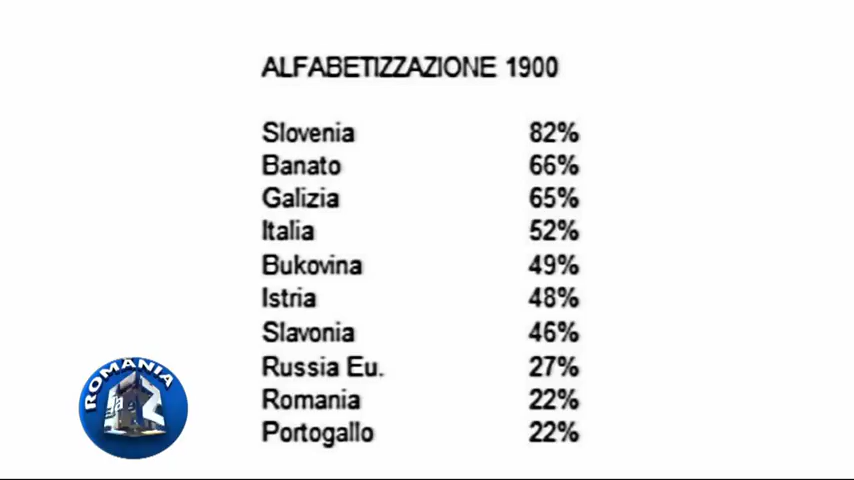 ALFABETIZZAZIONE 1900
Slovenia 82%
Banato 66%
Galizia 65%
Italia 52%
Bukovina 49%
Istria 48%
Slavonia 46%
Russia Eu. 27%
Romania 22%
Portogallo 22%
ROMÂNIA